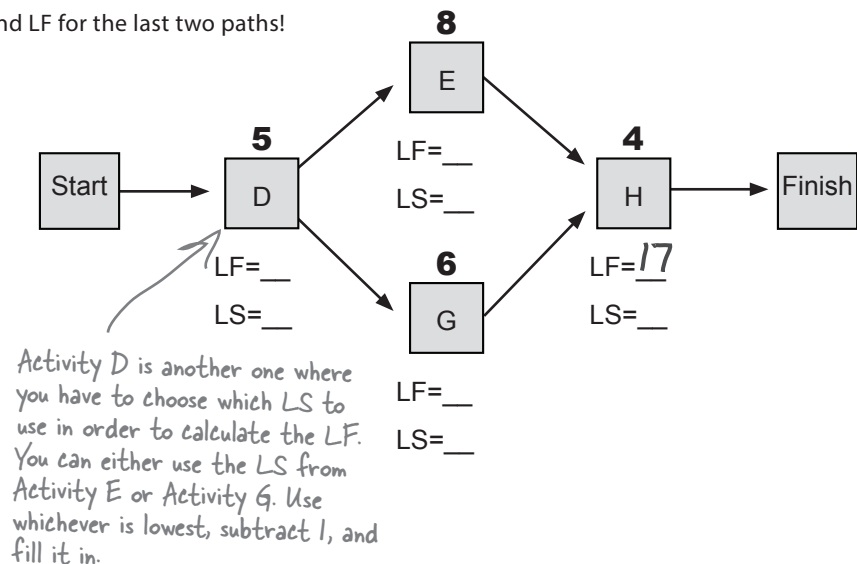 nd LF for the last two paths!
8
E
LF=__
LS=__
5
4
Start
D
H
Finish
LF=__
LS=__
6
G
LF=17
LS=__
LF=__
LS=__
Activity D is another one where
you have to choose which LS to
use in order to calculate the LF.
You can either use the LS from
Activity E or Activity G. Use
whichever is lowest, subtract 1, and
fill it in.